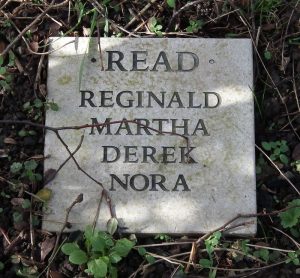 · READ ·
REGINALD
MARTHA
DEREK
NORA